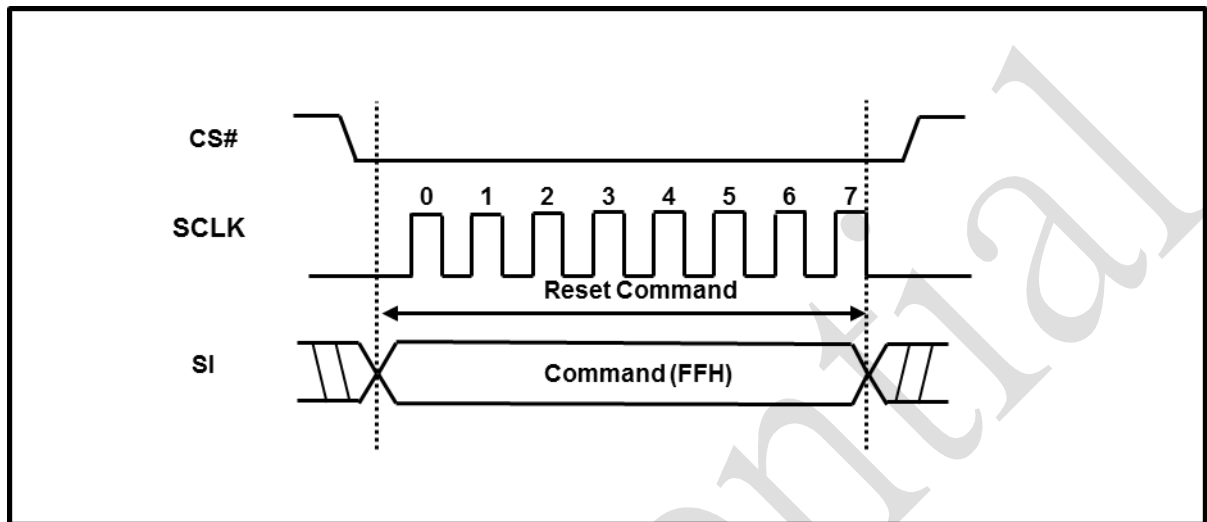 CS#
0 1 2 3 4 5 6 7
SCLK
Reset Command
SI
Command (FFH)